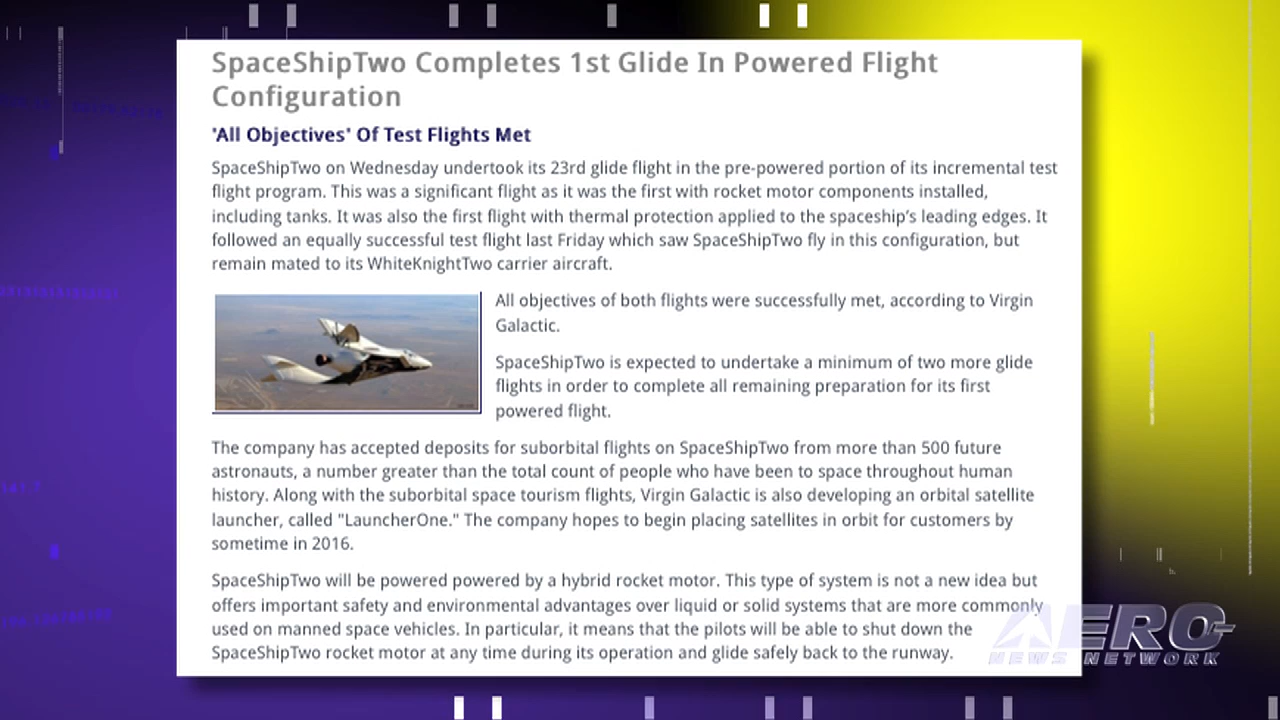 SpaceShipTwo Completes 1st Glide In Powered Flight
Configuration
'All Objectives' Of Test Flights Met
SpaceShipTwo on Wednesday undertook its 23rd glide flight in the pre-powered portion of its incremental test
flight program. This was a significant flight as it was the first with rocket motor components installed,
including tanks. It was also the first flight with thermal protection applied to the spaceship's leading edges. It
followed an equally successful test flight last Friday which saw SpaceShipTwo fly in this configuration, but
remain mated to its WhiteKnightTwo carrier aircraft.
All objectives of both flights were successfully met, according to Virgin
Galactic.
SpaceShipTwo is expected to undertake a minimum of two more glide
flights in order to complete all remaining preparation for its first
powered flight.
The company has accepted deposits for suborbital flights on SpaceShipTwo from more than 500 future
astronauts, a number greater than the total count of people who have been to space throughout human
history. Along with the suborbital space tourism flights, Virgin Galactic is also developing an orbital satellite
launcher, called "LauncherOne." The company hopes to begin placing satellites in orbit for customers by
sometime in 2016.
SpaceShipTwo will be powered powered by a hybrid rocket motor. This type of system is not a new idea but
offers important safety and environmental advantages over liquid or solid systems that are more commonly
used on manned space vehicles. In particular, it means that the pilots will be able to shut down the
SpaceShipTwo rocket motor at any time during its operation and glide safely back to the runway.
AERO
NEWS NETWORK